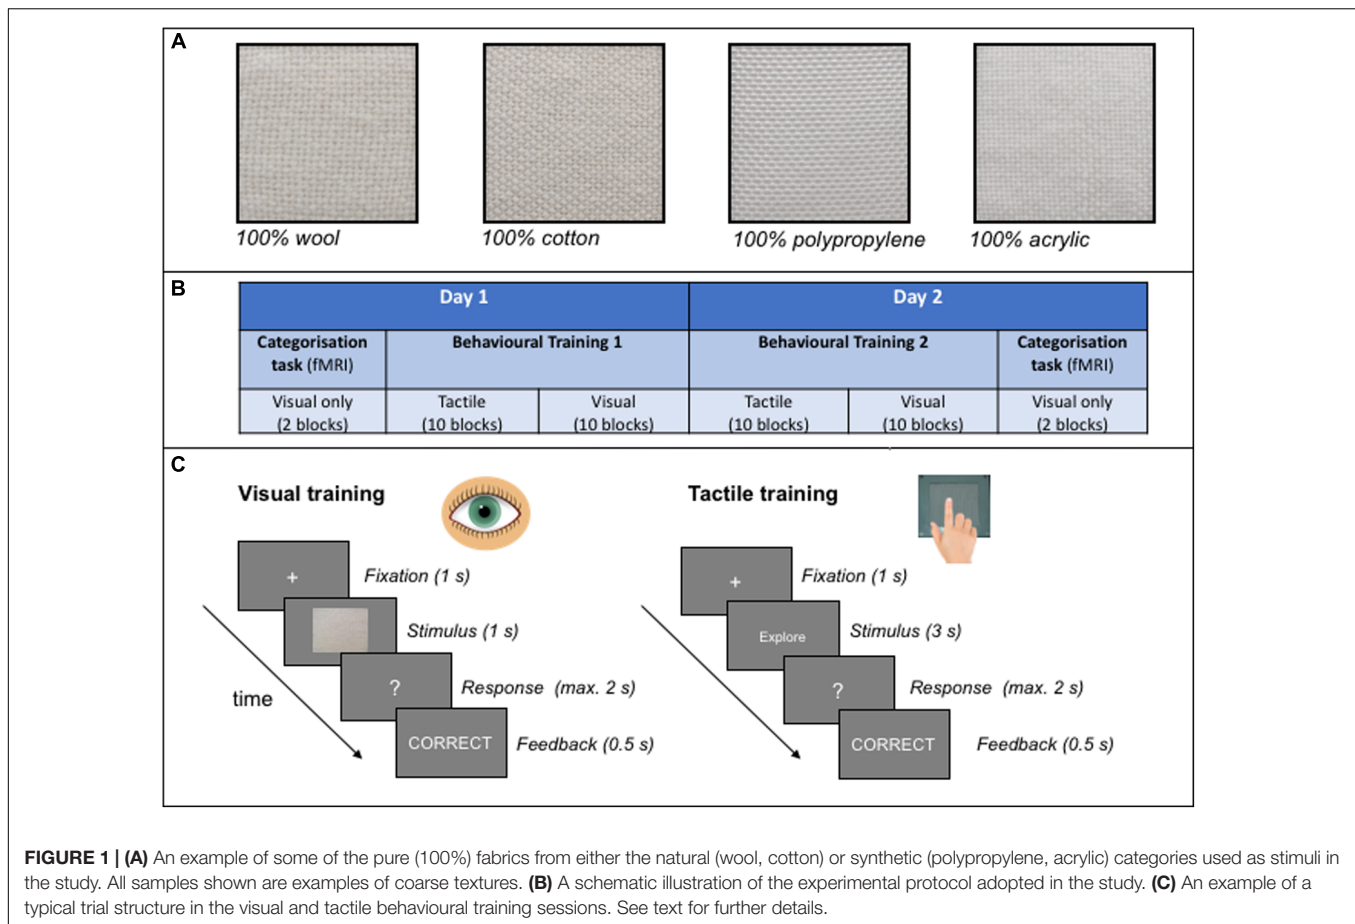 A
100% wool
100% cotton
100% polypropylene
100% acrylic
B
Day 1
Day 2
Categorisation task (fMRI)
Behavioural Training 1
Behavioural Training 2
Categorisation task (fMRI)
Visual only (2 blocks)
Tactile (10 blocks)
Visual (10 blocks)
Tactile (10 blocks)
Visual (10 blocks)
Visual only (2 blocks)
C
Visual training
+
Fixation (1 s)
Stimulus (1 s)
?
Response (max. 2 s)
CORRECT
Feedback (0.5 s)
time
Tactile training
+
Fixation (1 s)
Explore
Stimulus (3 s)
?
Response (max. 2 s)
CORRECT
Feedback (0.5 s)
FIGURE 1 | (A) An example of some of the pure (100%) fabrics from either the natural (wool, cotton) or synthetic (polypropylene, acrylic) categories used as stimuli in
the study. All samples shown are examples of coarse textures. (B) A schematic illustration of the experimental protocol adopted in the study. (C) An example of a
typical trial structure in the visual and tactile behavioural training sessions. See text for further details.